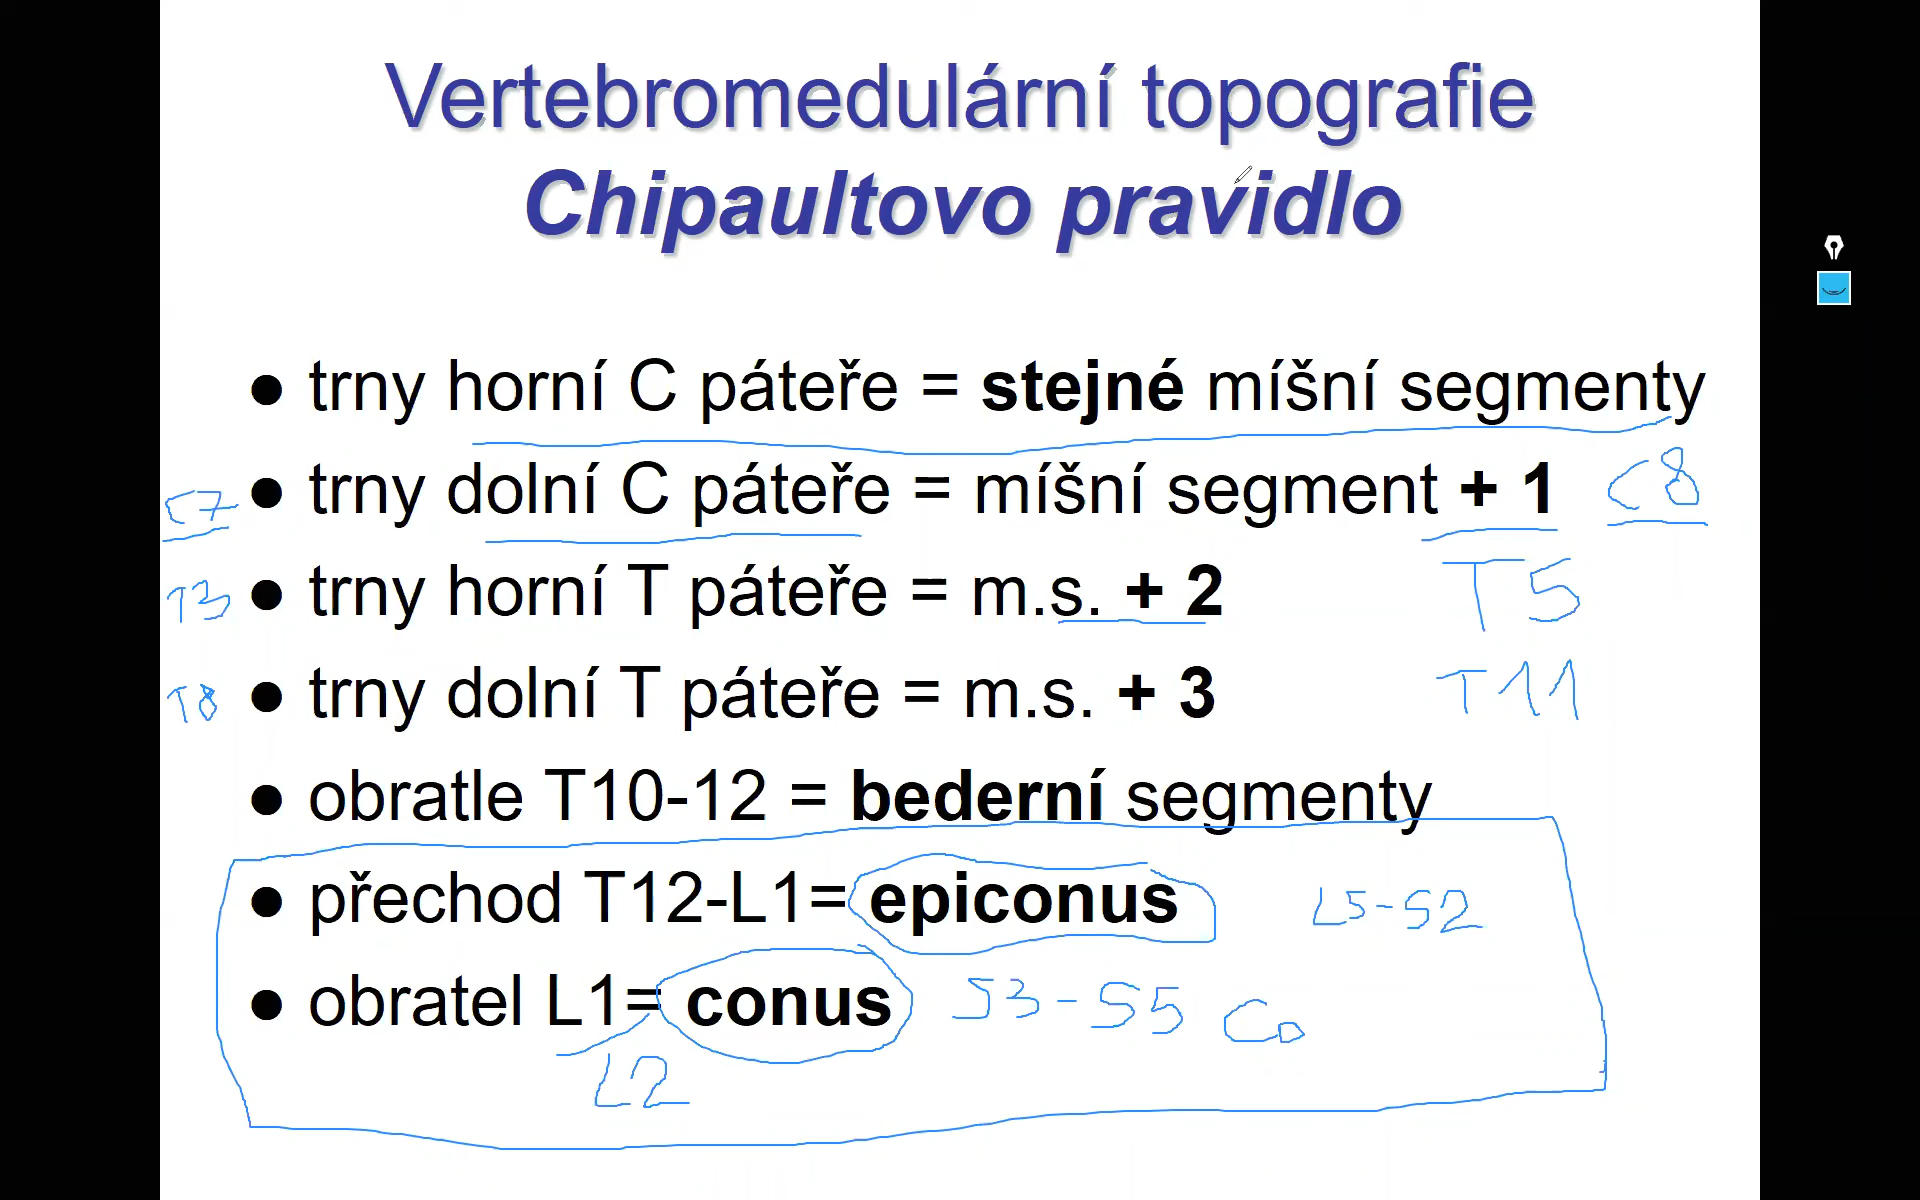 Vertebromedulární topografie
Chipaultovo pravidlo
● trny horní C páteře = stejné míšní segmenty
C7 ● trny dolní C páteře = míšní segment + 1 C8
T3 ● trny horní T páteře = m.s. + 2 T5
T8 ● trny dolní T páteře = m.s. + 3 T11
● obratle T10-12 = bederní segmenty
● přechod T12-L1= epiconus L5-S2
● obratel L1= conus S3-S5 Co
L2